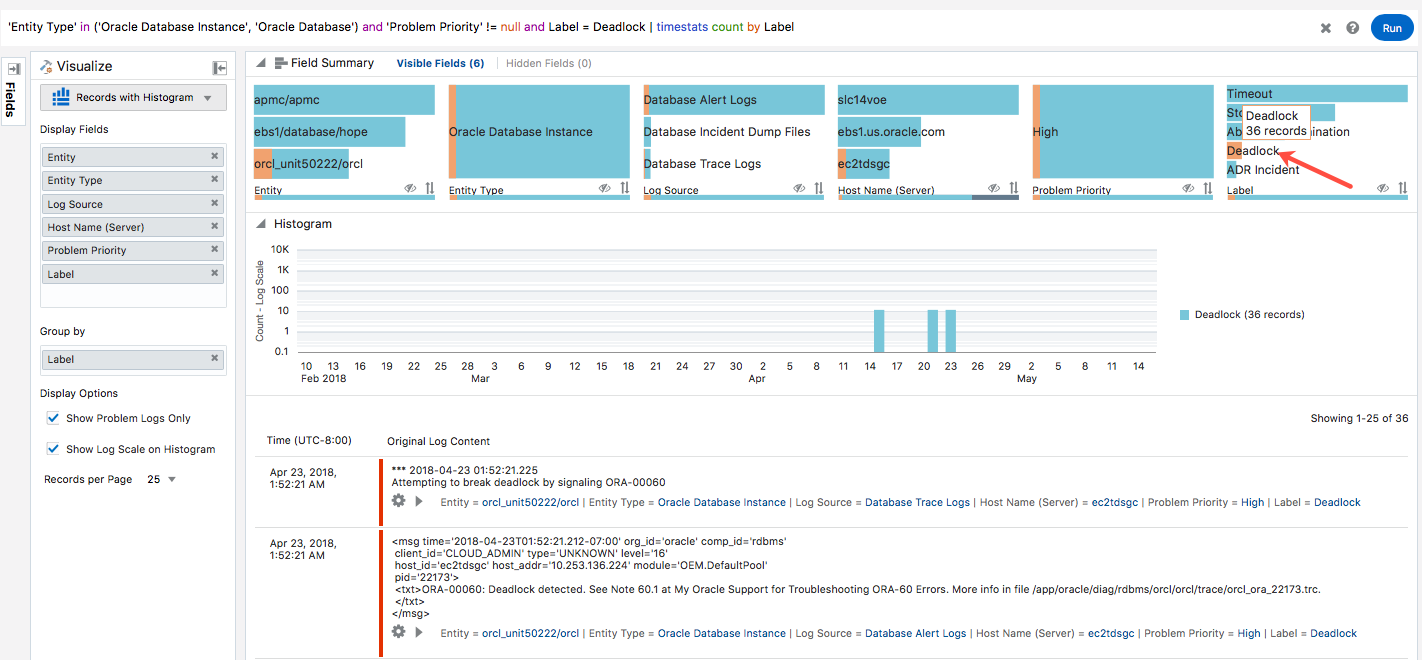 'Entity Type' in ('Oracle Database Instance', 'Oracle Database') and 'Problem Priority' != null and Label = Deadlock | timestats count by Label
Run
Fields
Visualize
Records with Histogram
Display Fields
Entity
Entity Type
Log Source
Host Name (Server)
Problem Priority
Label
Group by
Label
Display Options
Show Problem Logs Only
Show Log Scale on Histogram
Records per Page 25
Field Summary Visible Fields (6) Hidden Fields (0)
apmc/apmc
ebs1/database/hope
orcl_unit50222/orcl
Entity
Oracle Database Instance
Entity Type
Database Alert Logs
Database Incident Dump Files
Database Trace Logs
Log Source
slc14voe
ebs1.us.oracle.com
ec2tdsgc
Host Name (Server)
High
Problem Priority
Timeout
Deadlock
36 records
Deadlock
ADR Incident
Label
Histogram
Count - Log Scale
10K
1K
100
10
1
0.1
10 13 16 19 22 25 28 3 6 9 12 15 18 21 24 27 30 2 5 8 11 14 17 20 23 26 29 2 5 8 11 14
Feb 2018 Mar Apr May
Deadlock (36 records)
Showing 1-25 of 36
Time (UTC-8:00) Original Log Content
Apr 23, 2018,
1:52:21 AM
*** 2018-04-23 01:52:21.225
Attempting to break deadlock by signaling ORA-00060
Entity = orcl_unit50222/orcl | Entity Type = Oracle Database Instance | Log Source = Database Trace Logs | Host Name (Server) = ec2tdsgc | Problem Priority = High | Label = Deadlock
Apr 23, 2018,
1:52:21 AM
<msg time='2018-04-23T01:52:21.212-07:00' org_id='oracle' comp_id='rdbms'
client_id='CLOUD_ADMIN' type='UNKNOWN' level='16'
host_id='ec2tdsgc' host_addr='10.253.136.224' module='OEM.DefaultPool'
pid='22173'>
<txt>ORA-00060: Deadlock detected. See Note 60.1 at My Oracle Support for Troubleshooting ORA-60 Errors. More info in file /app/oracle/diag/rdbms/orcl/orcl/trace/orcl_ora_22173.trc.
</txt>
</msg>
Entity = orcl_unit50222/orcl | Entity Type = Oracle Database Instance | Log Source = Database Alert Logs | Host Name (Server) = ec2tdsgc | Problem Priority = High | Label = Deadlock